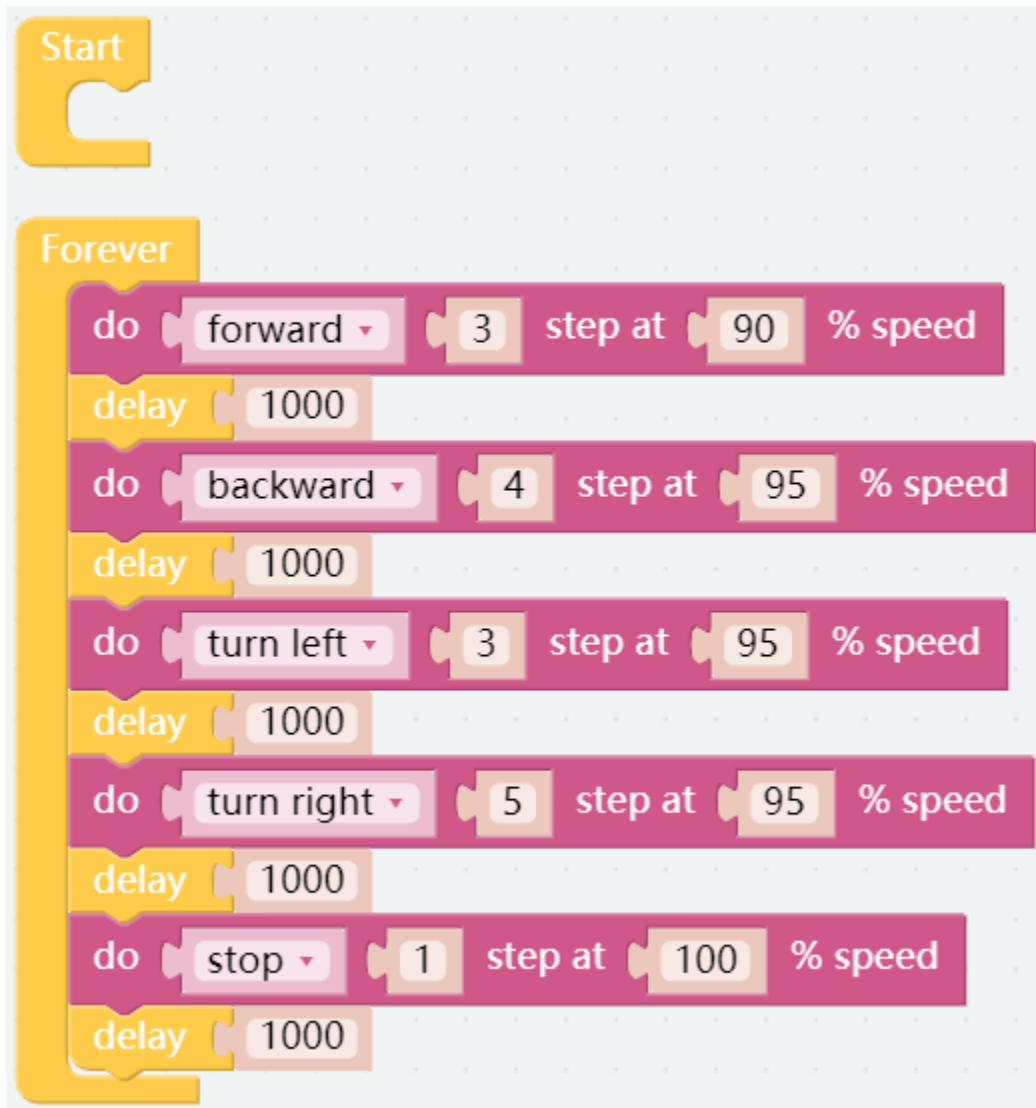 Start
Forever
do forward 3 step at 90 % speed
delay 1000
do backward 4 step at 95 % speed
delay 1000
do turn left 3 step at 95 % speed
delay 1000
do turn right 5 step at 95 % speed
delay 1000
do stop 1 step at 100 % speed
delay 1000